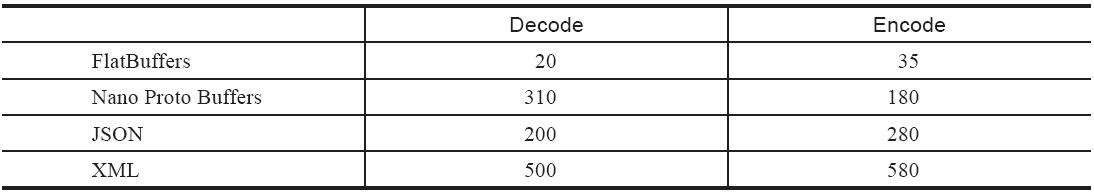 Decode Encode
FlatBuffers 20 35
Nano Proto Buffers 310 180
JSON 200 280
XML 500 580